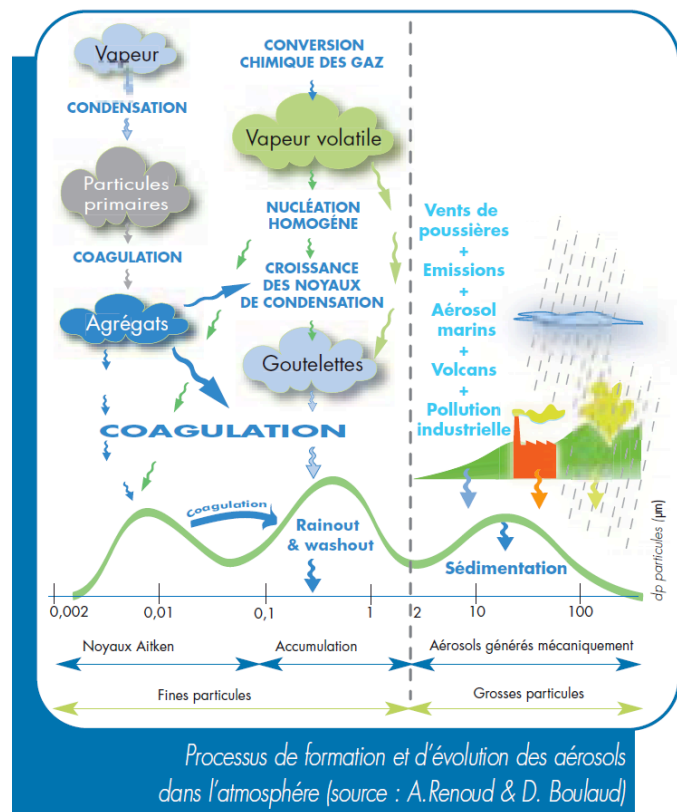 Vapeur
CONDENSATION
Particules
primaires
COAGULATION
Agrégats
CONVERSION
CHIMIQUE DES GAZ
Vapeur volatile
NUCLÉATION
HOMOGÉNE
CROISSANCE
DES NOYAUX
DE CONDENSATION
Goutelettes
COAGULATION
Coagulation
Rainout
& washout
Vents de
poussières
+
Emissions
+
Aérosol
marins
+
Volcans
+
Pollution
industrielle
Sédimentation
dp particules (µm)
0,002 0,01 0,1 1 2 10 100
Noyaux Aitken Accumulation Aérosols générés mécaniquement
Fines particules Grosses particules
Processus de formation et d'évolution des aérosols
dans l'atmosphére (source : A.Renoud & D. Boulaud)